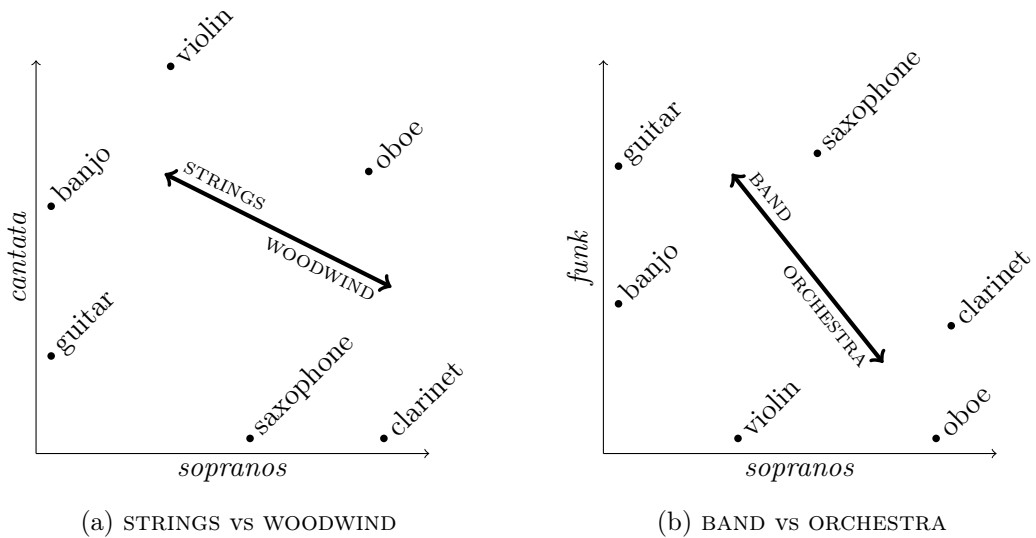 violin
oboe
banjo
STRINGS
WOODWIND
cantata
guitar
saxophone
clarinet
sopranos
(a) STRINGS VS WOODWIND
saxophone
guitar
BAND
funk
banjo
ORCHESTRA
clarinet
violin
oboe
sopranos
(b) BAND VS ORCHESTRA